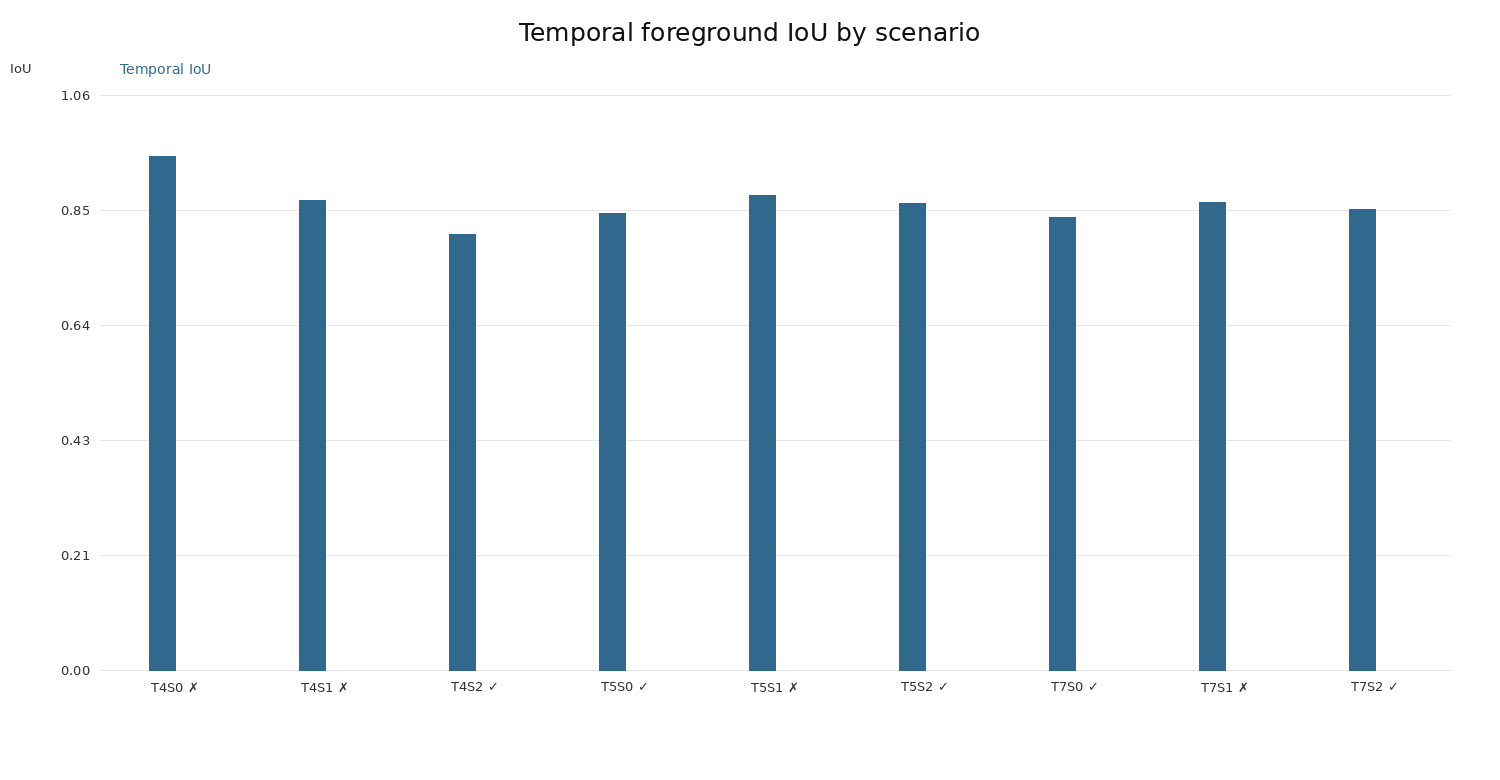 Temporal foreground IoU by scenario
IoU
Temporal IoU
1.06
0.85
0.64
0.43
0.21
0.00
T4S0 ✗
T4S1 ✗
T4S2 ✓
T5S0 ✓
T5S1 ✗
T5S2 ✓
T7S0 ✓
T7S1 ✗
T7S2 ✓